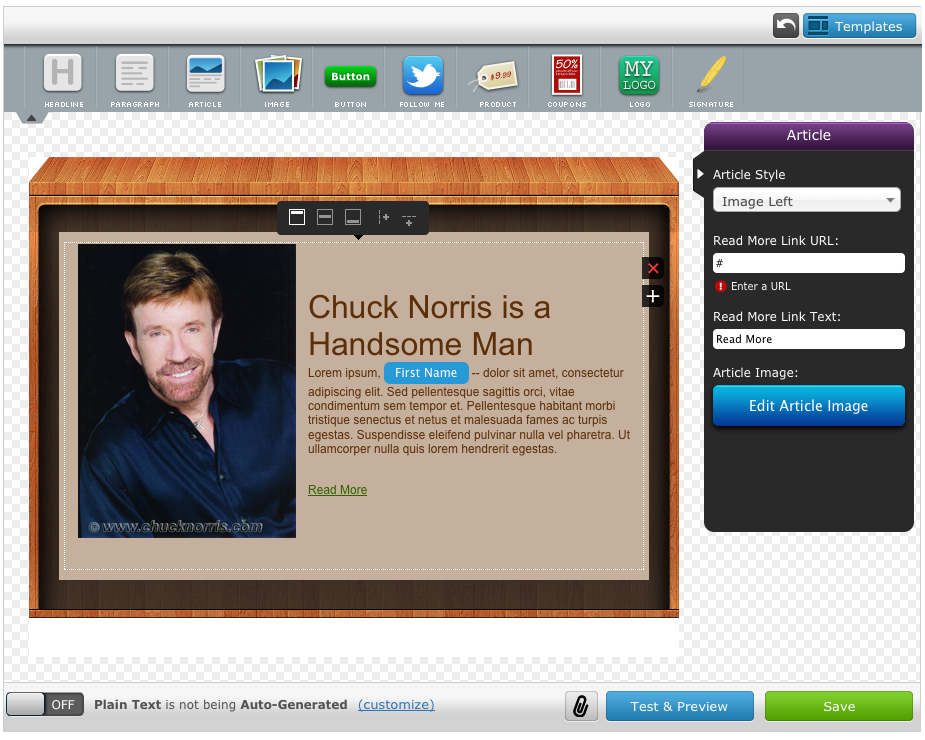 Templates
H
Button
$9.99
50%
MY
LOGO
HEADLINE
PARAGRAPH
ARTICLE
IMAGE
BUTTON
FOLLOW ME
PRODUCT
COUPONS
LOGO
SIGNATURE
Article
Article Style
Image Left
Read More Link URL:
#
! Enter a URL
Read More Link Text:
Read More
Article Image:
Edit Article Image
Chuck Norris is a
Handsome Man
Lorem ipsum, First Name -- dolor sit amet, consectetur
adipiscing elit. Sed pellentesque sagittis orci, vitae
condimentum sem tempor et. Pellentesque habitant morbi
tristique senectus et netus et malesuada fames ac turpis
egestas. Suspendisse eleifend pulvinar nulla vel pharetra. Ut
ullamcorper nulla quis lorem hendrerit egestas.
Read More
© www.chucknorris.com
OFF
Plain Text is not being Auto-Generated (customize)
Test & Preview
Save